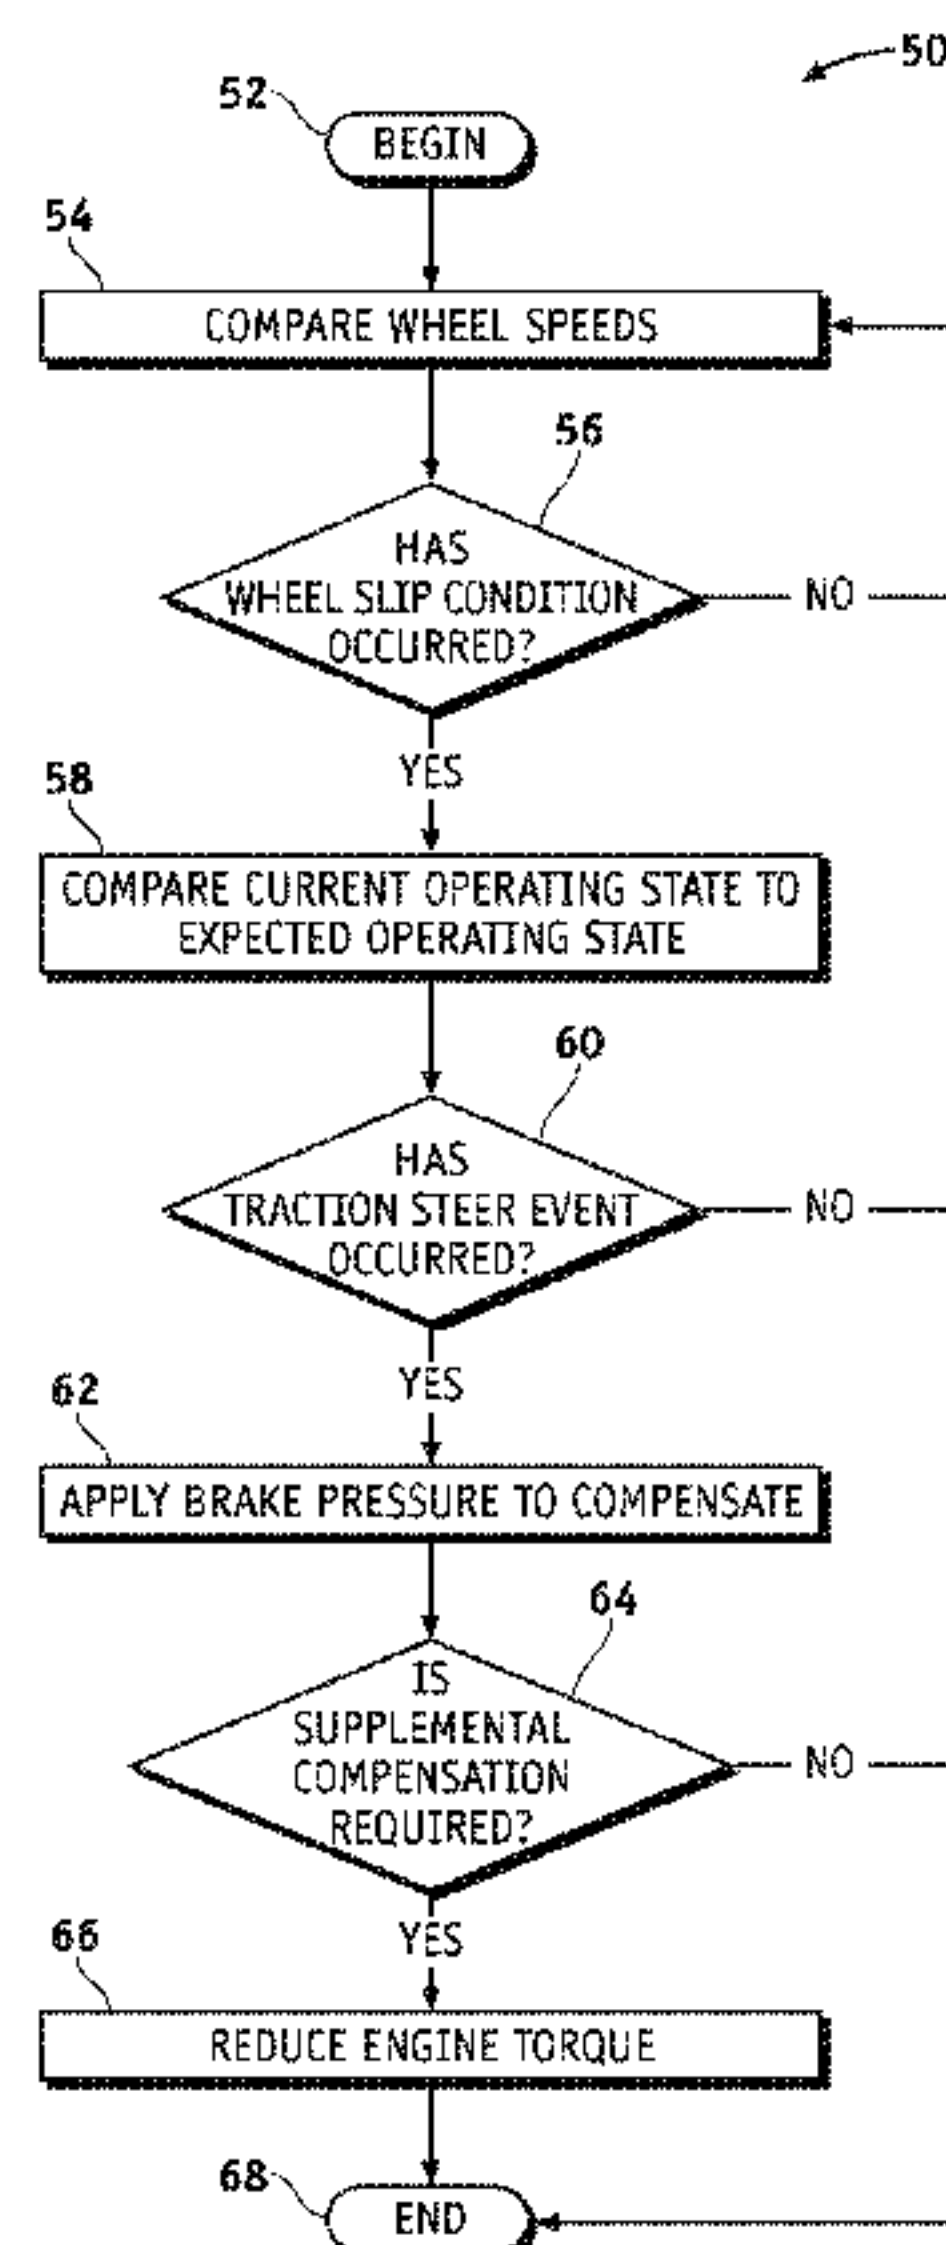 50
52
BEGIN
54
COMPARE WHEEL SPEEDS
56
HAS
WHEEL SLIP CONDITION
OCCURRED?
NO
YES
58
COMPARE CURRENT OPERATING STATE TO
EXPECTED OPERATING STATE
60
HAS
TRACTION STEER EVENT
OCCURRED?
NO
YES
62
APPLY BRAKE PRESSURE TO COMPENSATE
64
IS
SUPPLEMENTAL
COMPENSATION
REQUIRED?
NO
YES
66
REDUCE ENGINE TORQUE
68
END